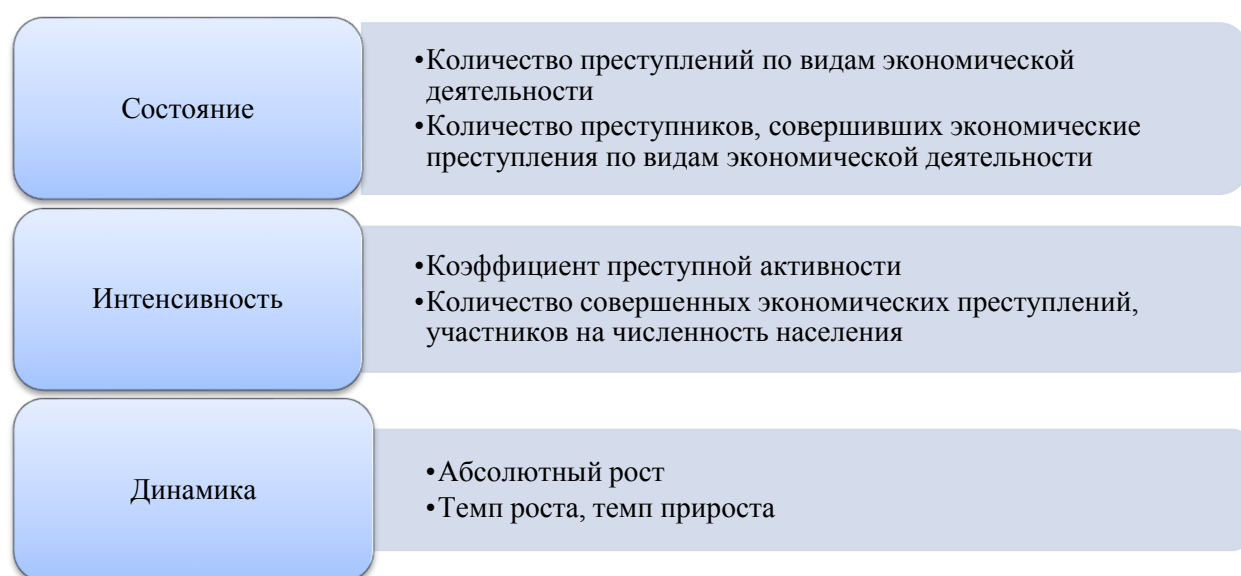 Состояние
•Количество преступлений по видам экономической
деятельности
•Количество преступников, совершивших экономические
преступления по видам экономической деятельности
Интенсивность
•Коэффициент преступной активности
•Количество совершенных экономических преступлений,
участников на численность населения
Динамика
•Абсолютный рост
•Темп роста, темп прироста